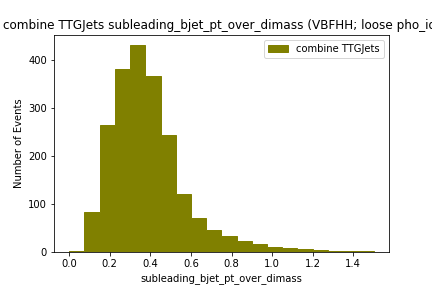 combine TTGJets subleading_bjet_pt_over_dimass (VBFHH; loose pho_id
combine TTGJets
Number of Events
400
300
200
100
0
0.0 0.2 0.4 0.6 0.8 1.0 1.2 1.4
subleading_bjet_pt_over_dimass